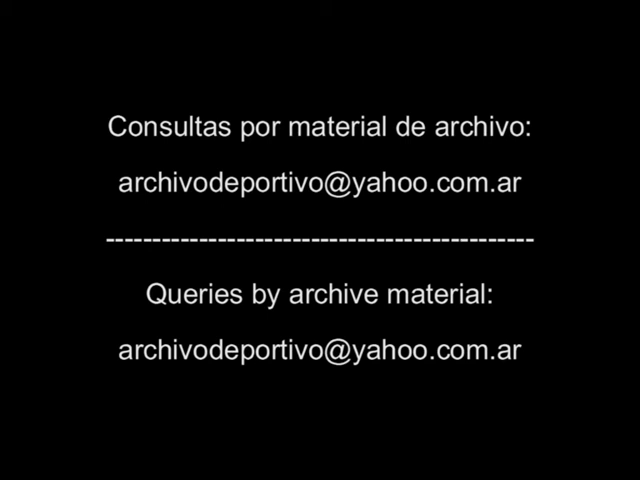 Consultas por material de archivo:
archivodeportivo@yahoo.com.ar
-----------------------------------------------
Queries by archive material:
archivodeportivo@yahoo.com.ar